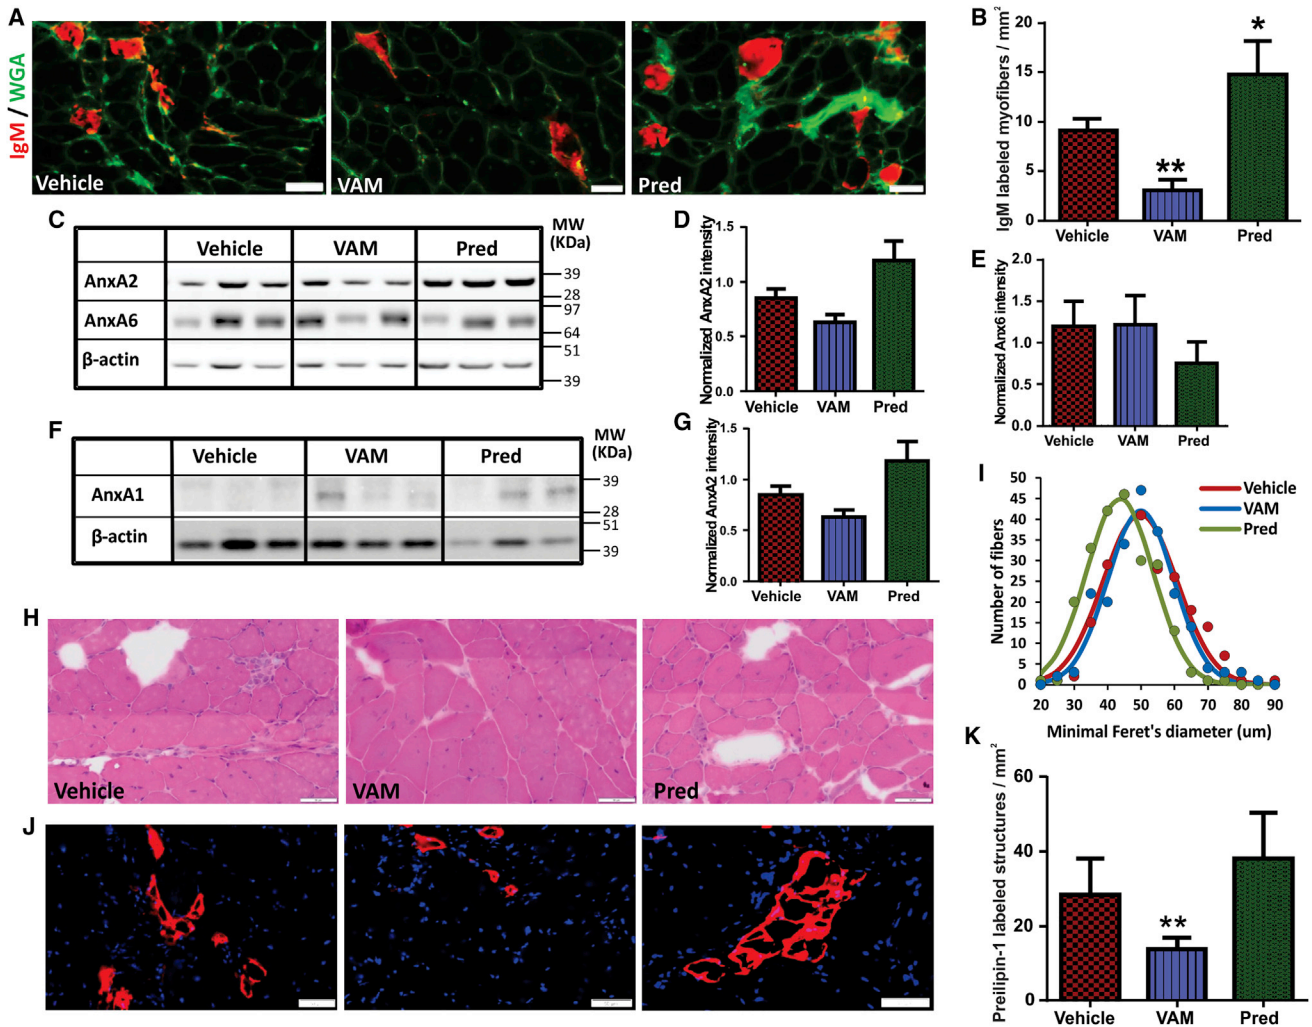 A
IgM / WGA
Vehicle
VAM
Pred
B
IgM labeled myofibers / mm²
20
15
10
5
0
**
*
Vehicle
VAM
Pred
C
Vehicle
VAM
Pred
MW
(KDa)
AnxA2
39
28
AnxA6
97
64
β-actin
51
39
D
Normalized AnxA2 intensity
1.5
1.0
0.5
0.0
Vehicle
VAM
Pred
E
Normalized Anx6 intensity
2.0
1.5
1.0
0.5
0.0
Vehicle
VAM
Pred
F
Vehicle
VAM
Pred
MW
(KDa)
AnxA1
39
28
β-actin
51
39
G
Normalized AnxA2 intensity
1.5
1.0
0.5
0.0
Vehicle
VAM
Pred
H
Vehicle
VAM
Pred
I
Number of fibers
50
45
40
35
30
25
20
15
10
5
0
20
30
40
50
60
70
80
90
Minimal Feret's diameter (um)
Vehicle
VAM
Pred
J
K
Preilipin-1 labeled structures / mm²
60
40
20
0
**
Vehicle
VAM
Pred